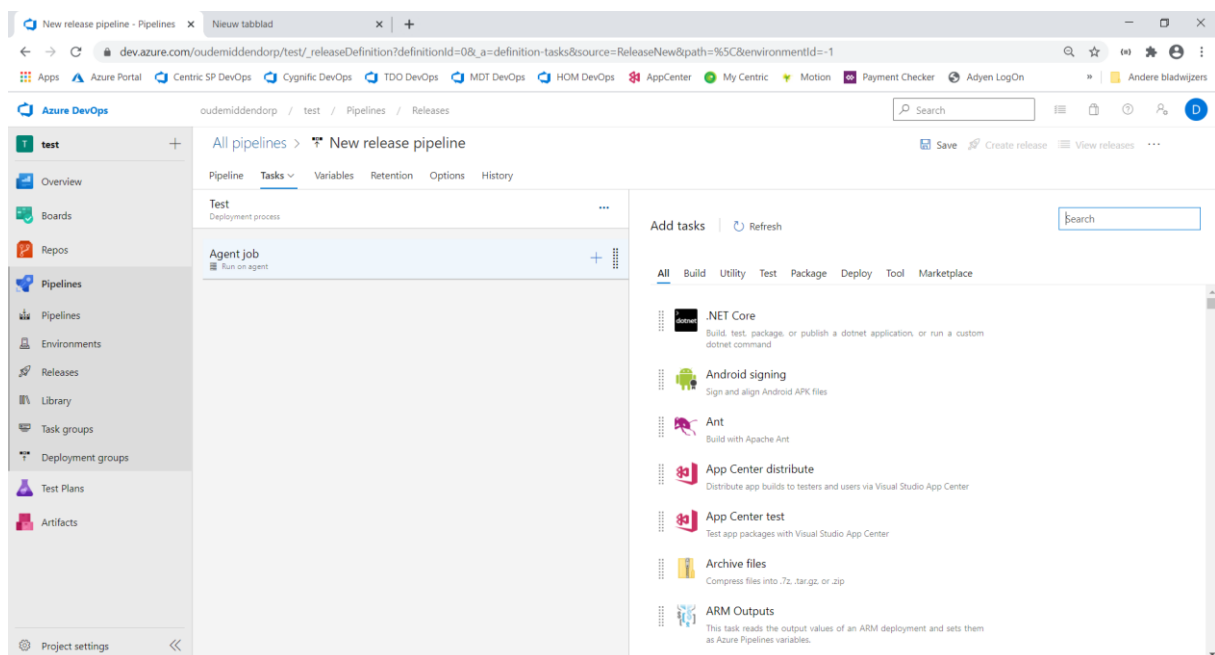 New release pipeline - Pipelines
Nieuw tabblad
dev.azure.com/oudemiddendorp/test/_releaseDefinition?definitionId=0&_a=definition-tasks&source=ReleaseNew&path=%5C&environmentId=-1
Apps Azure Portal Centric SP DevOps Cygnific DevOps TDO DevOps MDT DevOps HOM DevOps AppCenter My Centric Motion Payment Checker Adyen LogOn » Andere bladwijzers
Azure DevOps
oudemiddendorp / test / Pipelines / Releases
Search
D
T test
All pipelines > New release pipeline
Save Create release View releases ...
Overview
Pipeline Tasks Variables Retention Options History
Boards
Repos
Pipelines
Pipelines
Environments
Releases
Library
Task groups
Deployment groups
Test Plans
Artifacts
Project settings
Test
Deployment process
Agent job
Run on agent
Add tasks Refresh
Search
All Build Utility Test Package Deploy Tool Marketplace
dotnet
.NET Core
Build, test, package, or publish a dotnet application, or run a custom
dotnet command
Android signing
Sign and align Android APK files
Ant
Build with Apache Ant
App Center distribute
Distribute app builds to testers and users via Visual Studio App Center
App Center test
Test app packages with Visual Studio App Center
Archive files
Compress files into .7z, .tar.gz, or .zip
ARM Outputs
This task reads the output values of an ARM deployment and sets them
as Azure Pipelines variables.